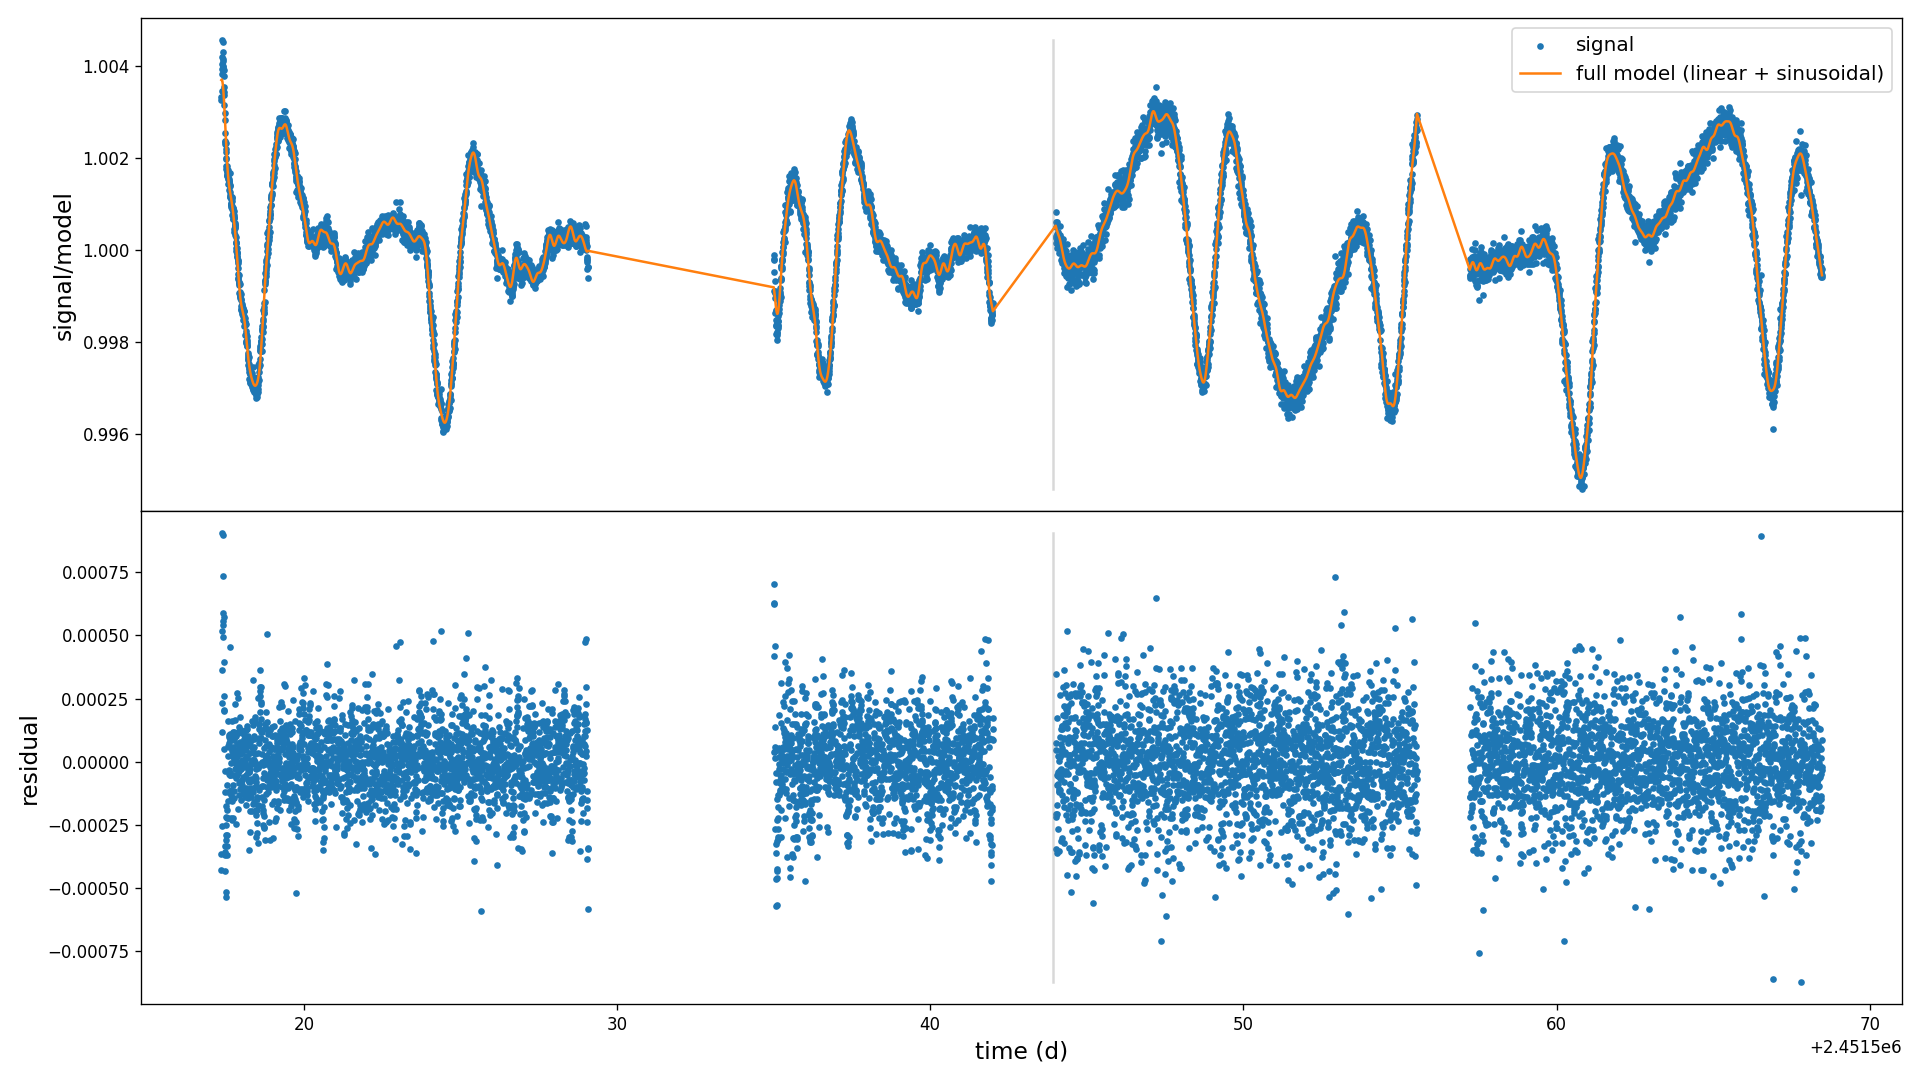 1.004
1.002
1.000
0.998
0.996
signal/model
signal
full model (linear + sinusoidal)
0.00075
0.00050
0.00025
0.00000
−0.00025
−0.00050
−0.00075
residual
20 30 40 50 60 70
time (d)
+2.4515e6